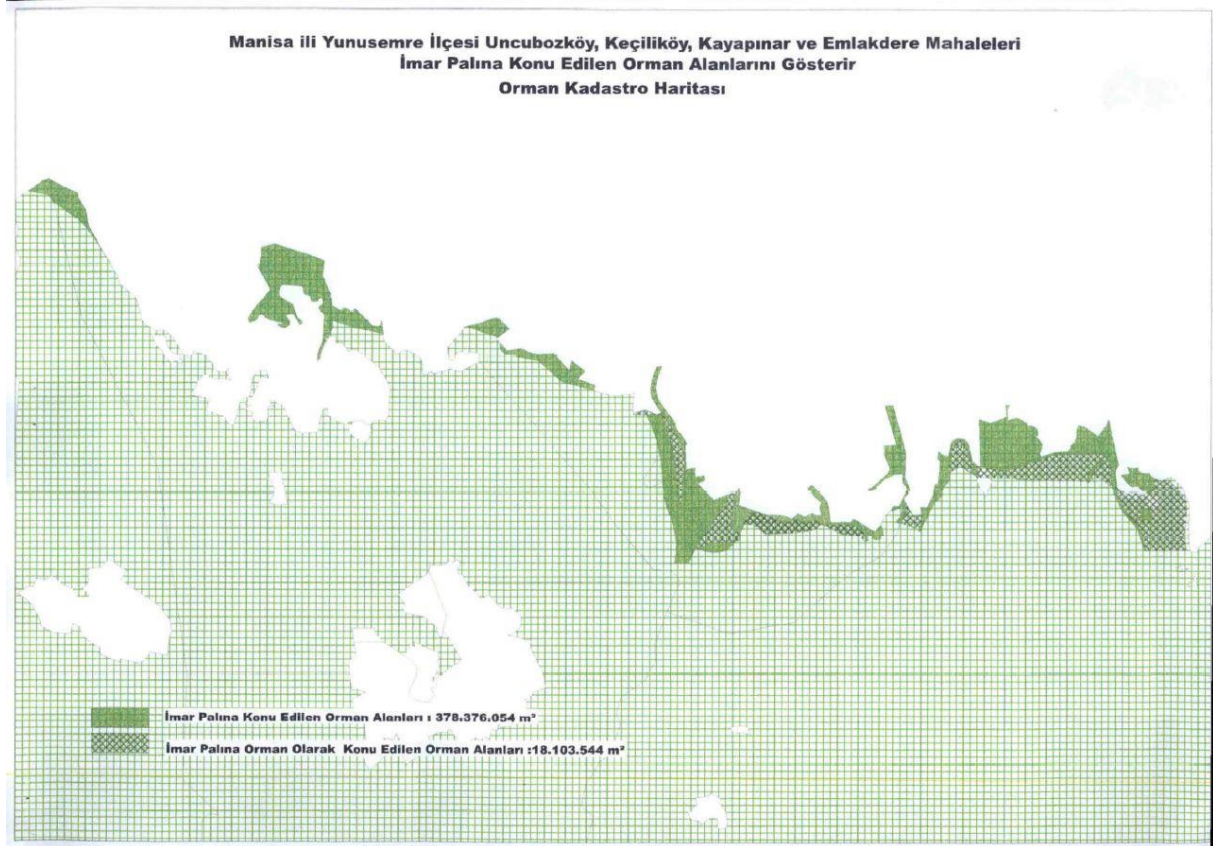 Manisa ili Yunusemre İlçesi Uncubozköy, Keçiliköy, Kayapınar ve Emlakdere Mahaleleri
İmar Palına Konu Edilen Orman Alanlarını Gösterir
Orman Kadastro Haritası
İmar Palına Konu Edilen Orman Alanları : 378.376.054 m²
İmar Palına Orman Olarak Konu Edilen Orman Alanları :18.103.544 m²